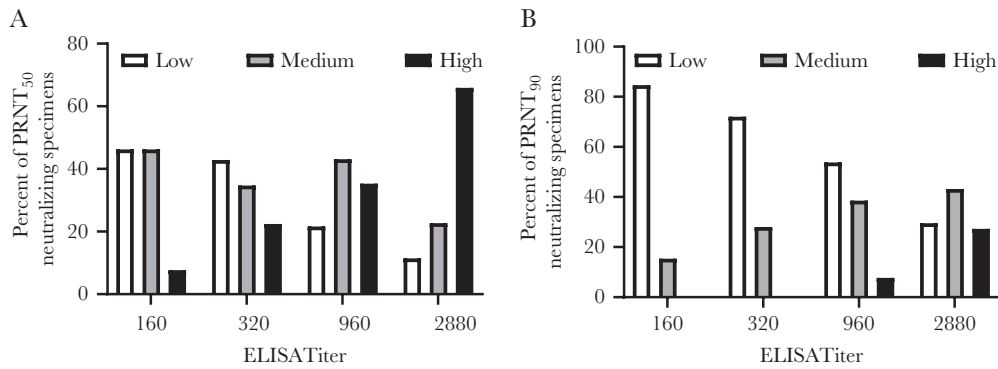 A
80
60
40
20
0
Percent of PRNT50
neutralizing specimens
Low Medium High
160 320 960 2880
ELISATiter
B
100
80
60
40
20
0
Percent of PRNT90
neutralizing specimens
Low Medium High
160 320 960 2880
ELISATiter